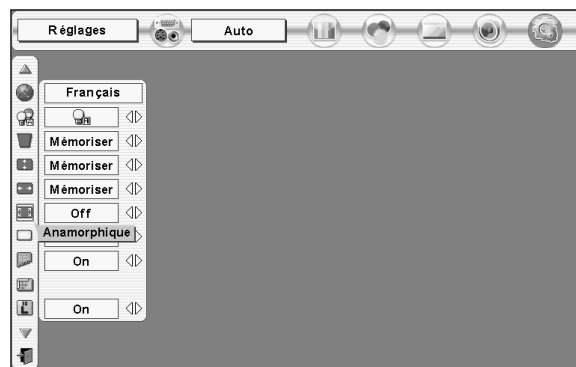 Réglages
Auto
Français
Mémoriser
Mémoriser
Mémoriser
Off
Anamorphique
On
On